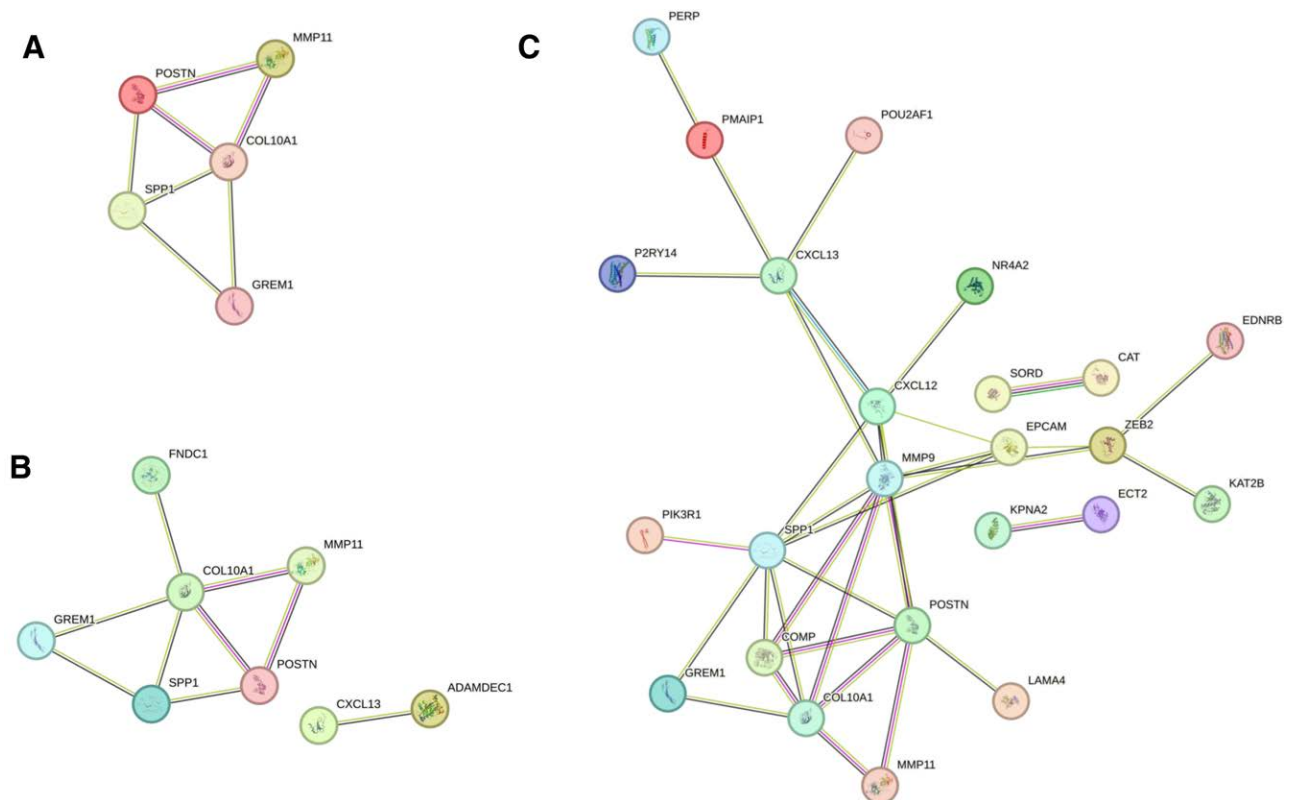 A
MMP11
POSTN
COL10A1
SPP1
GREM1
B
FNDC1
MMP11
COL10A1
GREM1
POSTN
SPP1
CXCL13
ADAMDEC1
C
PERP
PMAIP1
POU2AF1
P2RY14
CXCL13
NR4A2
EDNRB
CAT
SORD
CXCL12
EPCAM
ZEB2
MMP9
KAT2B
ECT2
KPNA2
PIK3R1
SPP1
POSTN
COMP
GREM1
LAMA4
COL10A1
MMP11